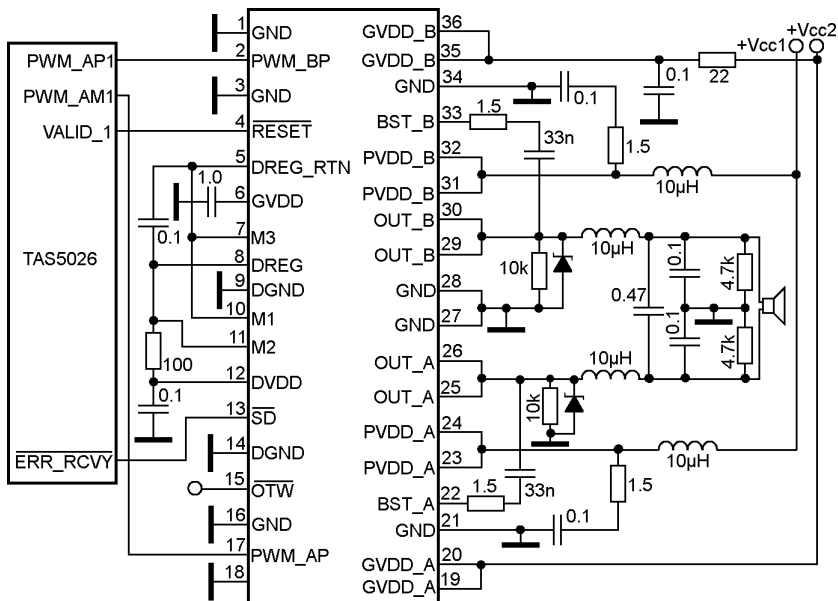 +Vcc2
+Vcc1
1 GND
2 PWM_BP
3 GND
4 RESET
5 DREG_RTN
6 GVDD
7 M3
8 DREG
9 DGND
10 M1
11 M2
12 DVDD
13 SD
14 DGND
15 OTW
16 GND
17 PWM_AP
18
PWM_AP1
PWM_AM1
VALID_1
TAS5026
ERR_RCVY
1.0
0.1
100
0.1
GVDD_B 36
GVDD_B 35
GND 34
BST_B 33
PVDD_B 32
PVDD_B 31
OUT_B 30
OUT_B 29
GND 28
GND 27
OUT_A 26
OUT_A 25
PVDD_A 24
PVDD_A 23
BST_A 22
GND 21
GVDD_A 20
GVDD_A 19
0.1
22
0.1
1.5
33n
1.5
10µH
10µH
10k
0.47
0.1
4.7k
0.1
4.7k
10µH
10k
10µH
1.5
33n
1.5
0.1